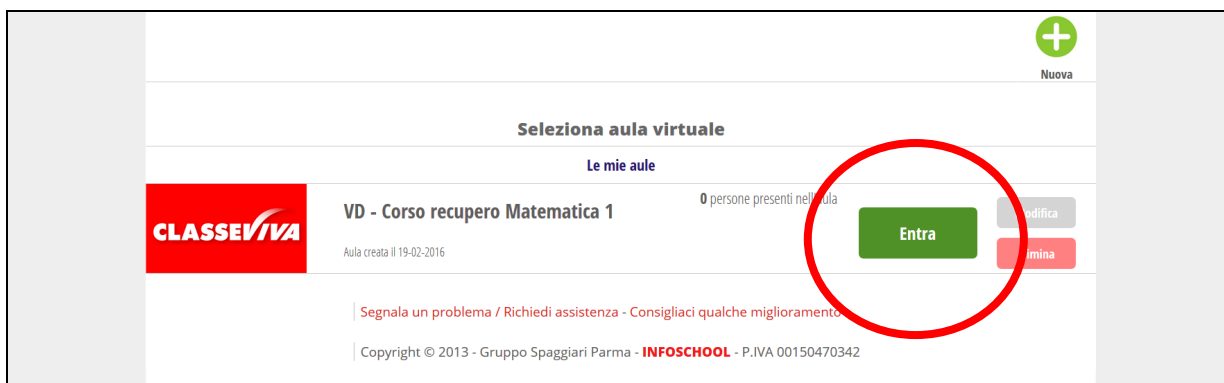 Nuova
Seleziona aula virtuale
Le mie aule
CLASSEVIVA
VD - Corso recupero Matematica 1
0 persone presenti nell'aula
Aula creata il 19-02-2016
Entra
Modifica
Elimina
Segnala un problema / Richiedi assistenza - Consigliaci qualche miglioramento
Copyright © 2013 - Gruppo Spaggiari Parma - INFOSCHOOL - P.IVA 00150470342